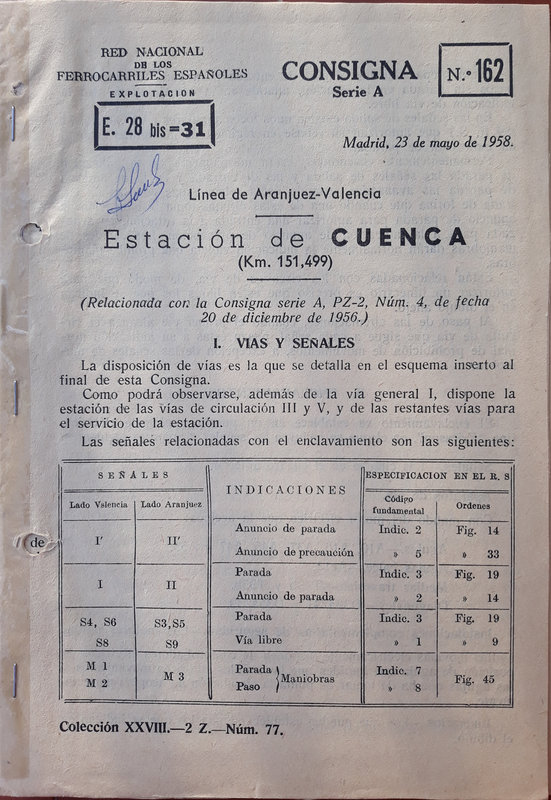 RED NACIONAL
DE LOS
FERROCARRILES ESPAÑOLES
EXPLOTACION
E. 28 bis=31
CONSIGNA
Serie A
N.º 162
Madrid, 23 de mayo de 1958.
Línea de Aranjuez-Valencia
Estación de CUENCA
(Km. 151,499)
(Relacionada con la Consigna serie A, PZ-2, Núm. 4, de fecha
20 de diciembre de 1956.)
I. VIAS Y SEÑALES
La disposición de vías es la que se detalla en el esquema inserto al
final de esta Consigna.
Como podrá observarse, además de la vía general I, dispone la
estación de las vías de circulación III y V, y de las restantes vías para
el servicio de la estación.
Las señales relacionadas con el enclavamiento son las siguientes:
SEÑALES INDICACIONES ESPECIFICACION EN EL R. S
Lado Valencia Lado Aranjuez Código fundamental Ordenes
I' II' Anuncio de parada Indic. 2 Fig. 14
Anuncio de precaución » 5 » 33
I II Parada Indic. 3 Fig. 19
Anuncio de parada » 2 » 14
S4, S6 S3,S5 Parada Indic. 3 Fig. 19
S8 S9 Vía libre » 1 » 9
M 1 M 3 Parada Maniobras Indic. 7 Fig. 45
M 2 Paso » 8
de
Colección XXVIII.—2 Z.—Núm. 77.